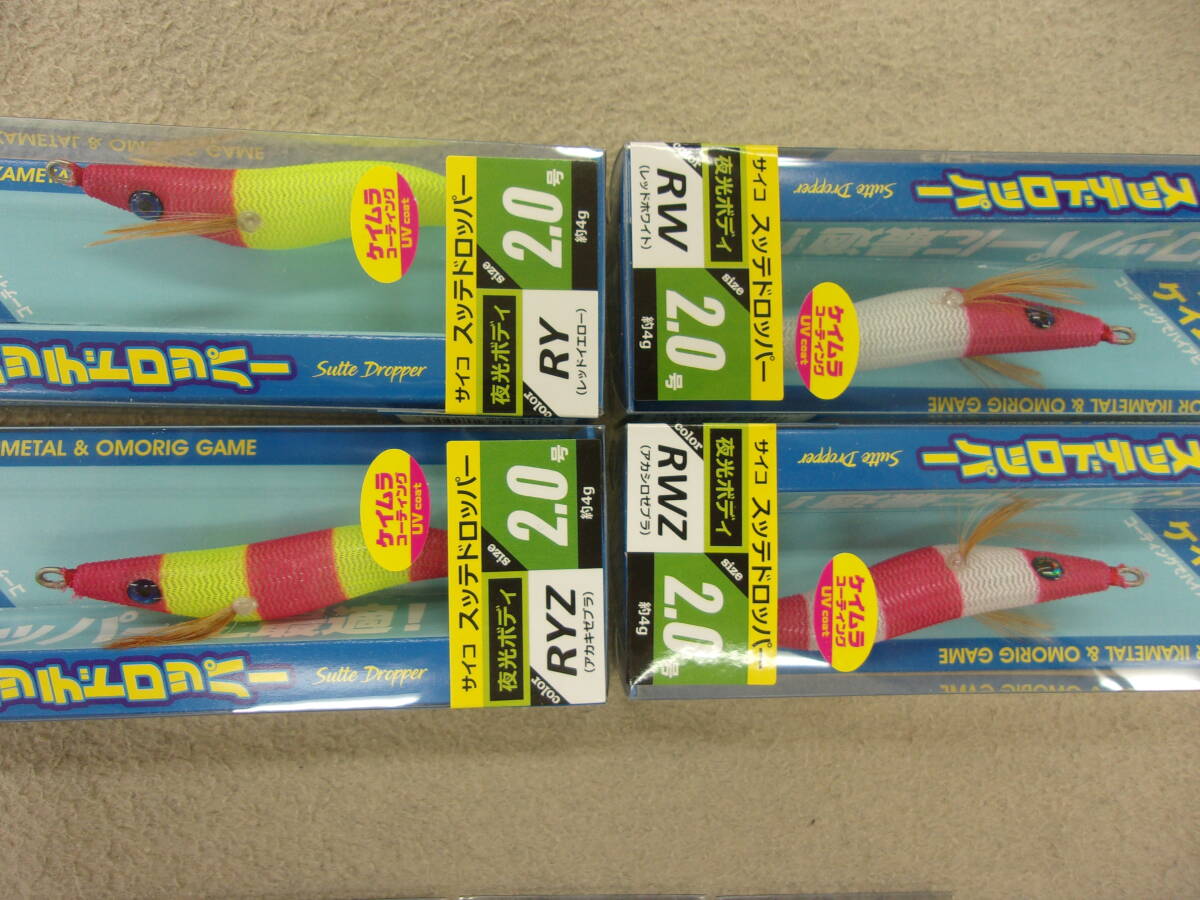 KAMETAL & OMORIG GAME
ケイムラ
コーティング
UV coat
ッテドロッパー
Sutte Dropper
サイコ スッテドロッパー
2.0号
size
約4g
夜光ボディ
RY
(レッドイエロー)
color
スッテドロッパー
Sutte Dropper
ケイムラ
コーティング
UV coat
R IKAMETAL & OMORIG GAME
サイコ スッテドロッパー
夜光ボディ
color
RW
(レッドホワイト)
size
2.0号
約4g
METAL & OMORIG GAME
ケイムラ
コーティング
UV coat
ッテドロッパー
Sutte Dropper
サイコ スッテドロッパー
2.0号
size
約4g
夜光ボディ
RYZ
(アカキゼブラ)
color
スッテドロッパー
Sutte Dropper
ケイムラ
コーティング
UV coat
R IKAMETAL & OMORIG GAME
サイコ スッテドロッパー
夜光ボディ
color
RWZ
(アカシロゼブラ)
size
2.0号
約4g